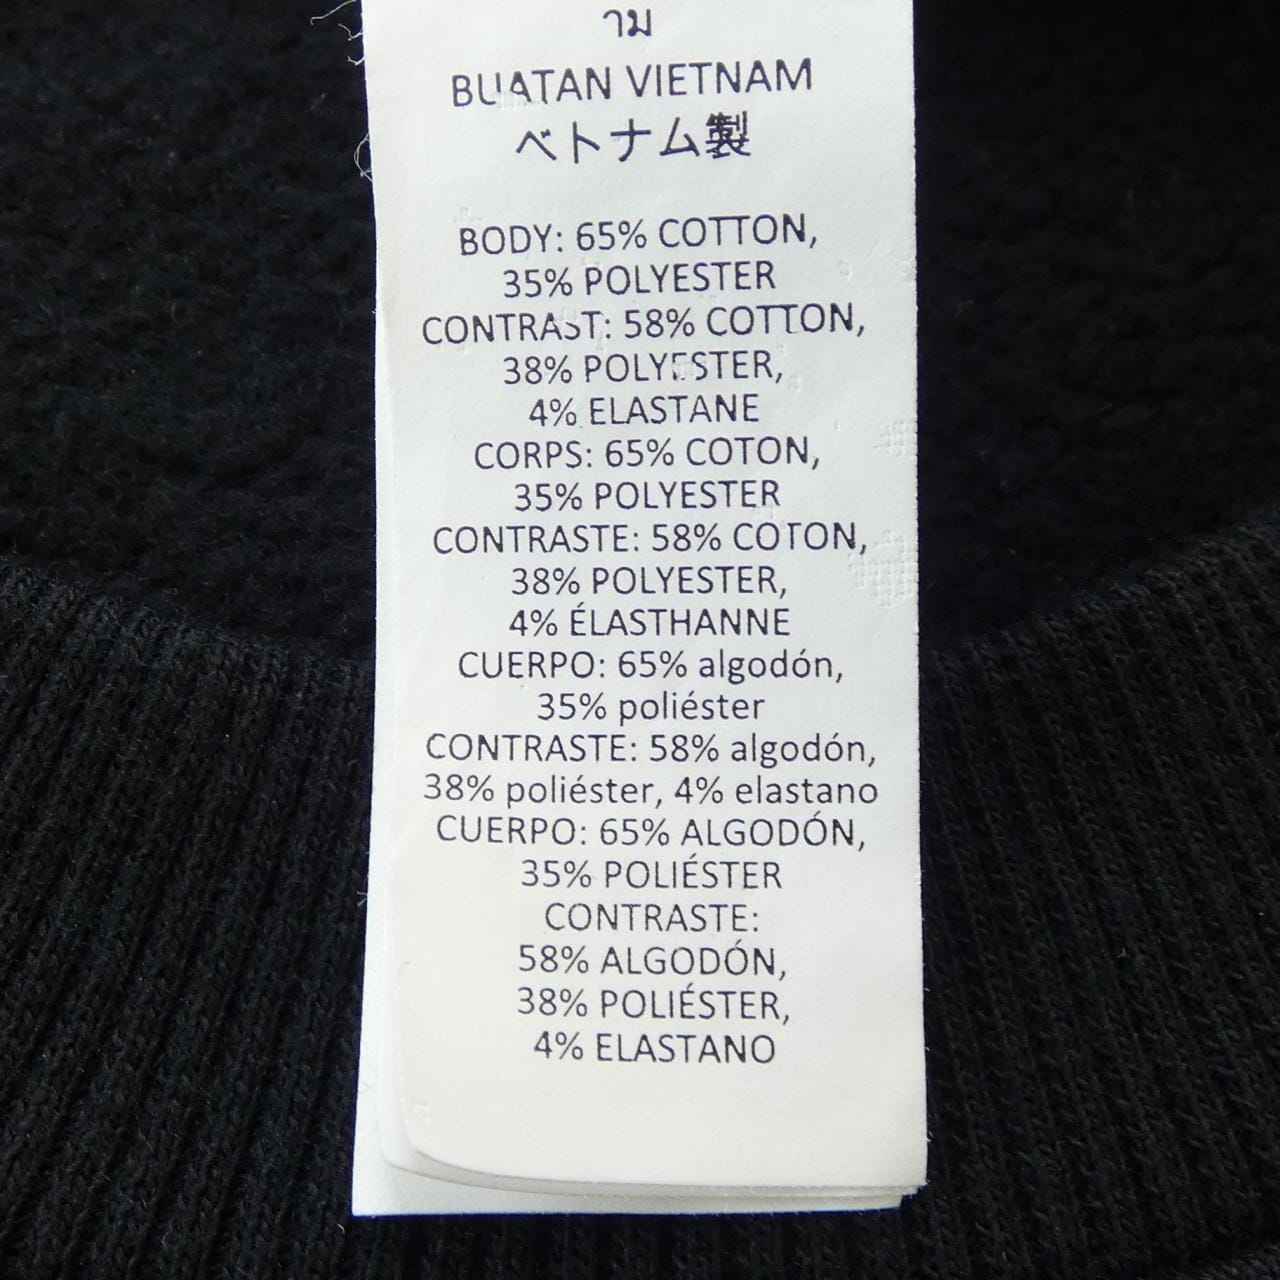 าม
BUATAN VIETNAM
ベトナム製
BODY: 65% COTTON,
35% POLYESTER
CONTRAST: 58% COTTON,
38% POLYESTER,
4% ELASTANE
CORPS: 65% COTON,
35% POLYESTER
CONTRASTE: 58% COTON,
38% POLYESTER,
4% ÉLASTHANNE
CUERPO: 65% algodón,
35% poliéster
CONTRASTE: 58% algodón,
38% poliéster, 4% elastano
CUERPO: 65% ALGODÓN,
35% POLIÉSTER
CONTRASTE:
58% ALGODÓN,
38% POLIÉSTER,
4% ELASTANO